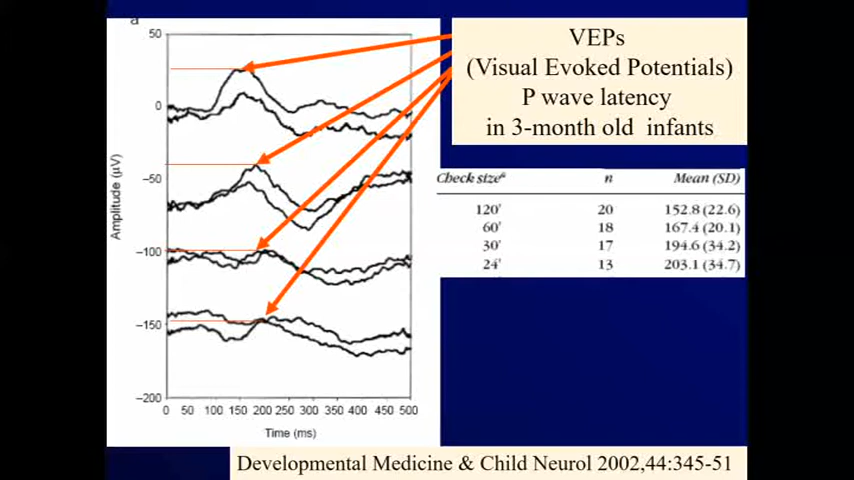 a
VEPs
(Visual Evoked Potentials)
P wave latency
in 3-month old infants
50
0
−50
−100
−150
−200
Amplitude (μV)
0 50 100 150 200 250 300 350 400 450 500
Time (ms)
Check sizeª n Mean (SD)
120' 20 152.8 (22.6)
60' 18 167.4 (20.1)
30' 17 194.6 (34.2)
24' 13 203.1 (34.7)
Developmental Medicine & Child Neurol 2002,44:345-51